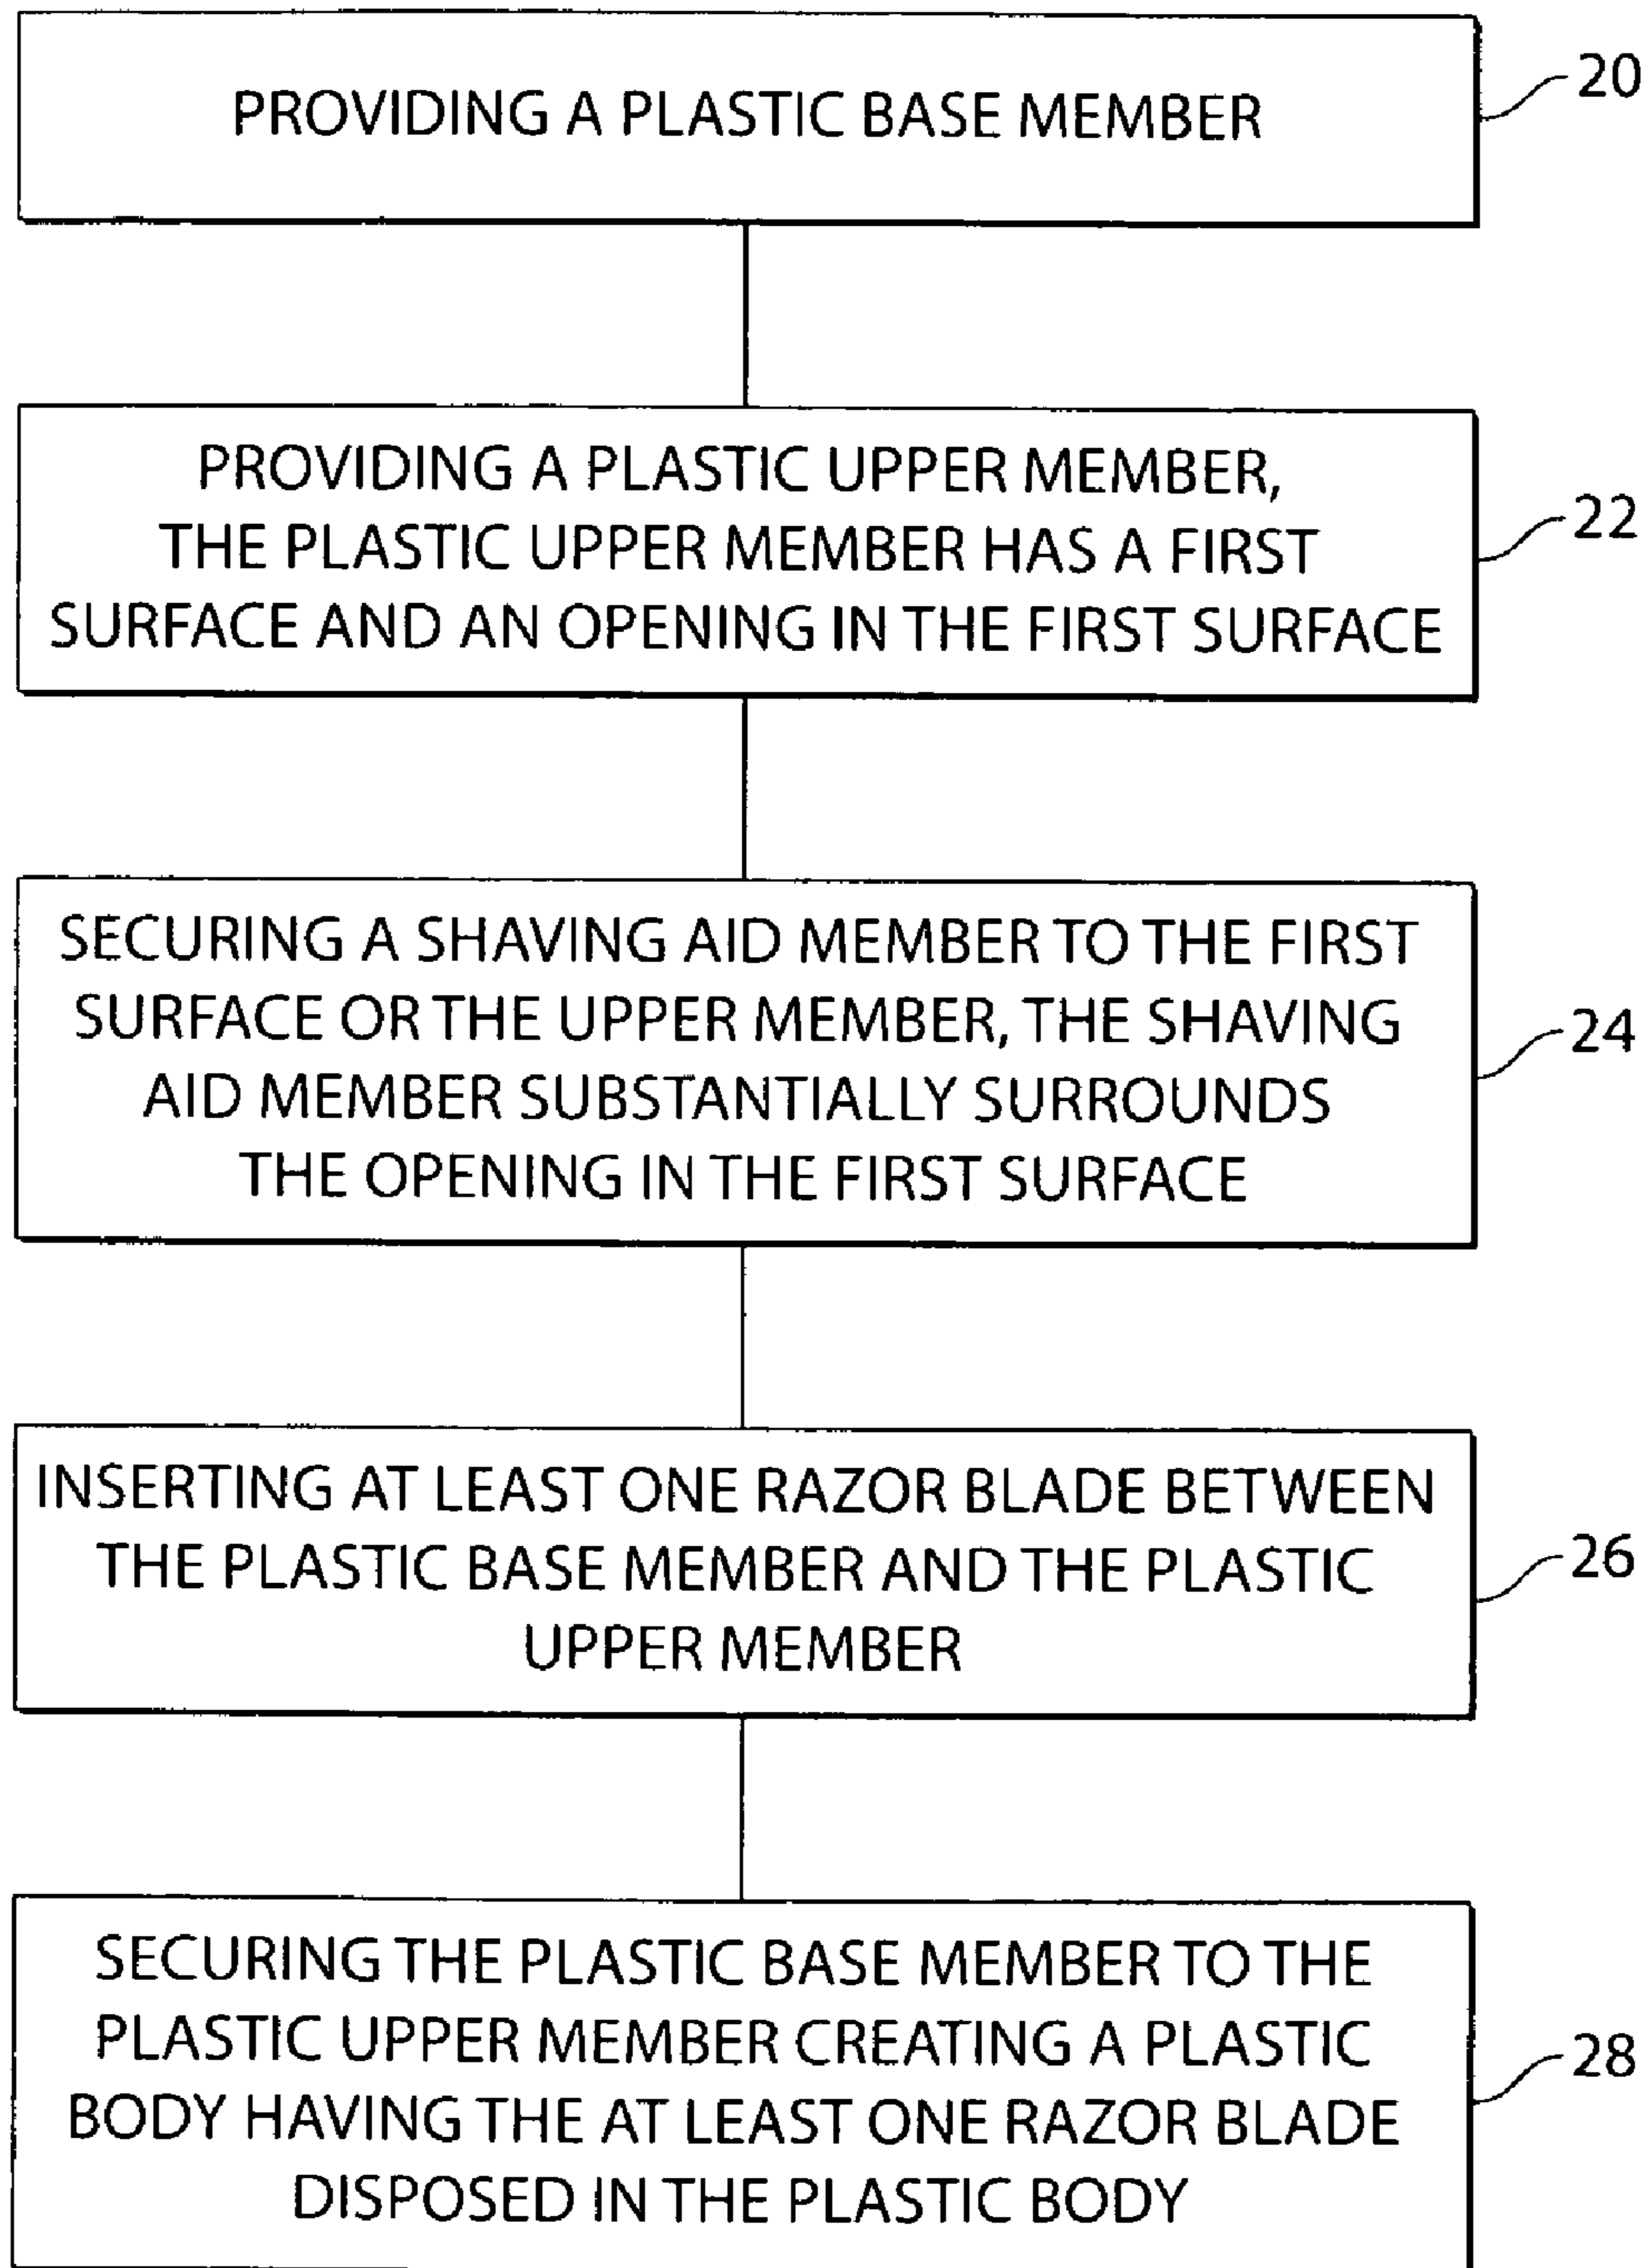 PROVIDING A PLASTIC BASE MEMBER
20
PROVIDING A PLASTIC UPPER MEMBER,
THE PLASTIC UPPER MEMBER HAS A FIRST
SURFACE AND AN OPENING IN THE FIRST SURFACE
22
SECURING A SHAVING AID MEMBER TO THE FIRST
SURFACE OR THE UPPER MEMBER, THE SHAVING
AID MEMBER SUBSTANTIALLY SURROUNDS
THE OPENING IN THE FIRST SURFACE
24
INSERTING AT LEAST ONE RAZOR BLADE BETWEEN
THE PLASTIC BASE MEMBER AND THE PLASTIC
UPPER MEMBER
26
SECURING THE PLASTIC BASE MEMBER TO THE
PLASTIC UPPER MEMBER CREATING A PLASTIC
BODY HAVING THE AT LEAST ONE RAZOR BLADE
DISPOSED IN THE PLASTIC BODY
28